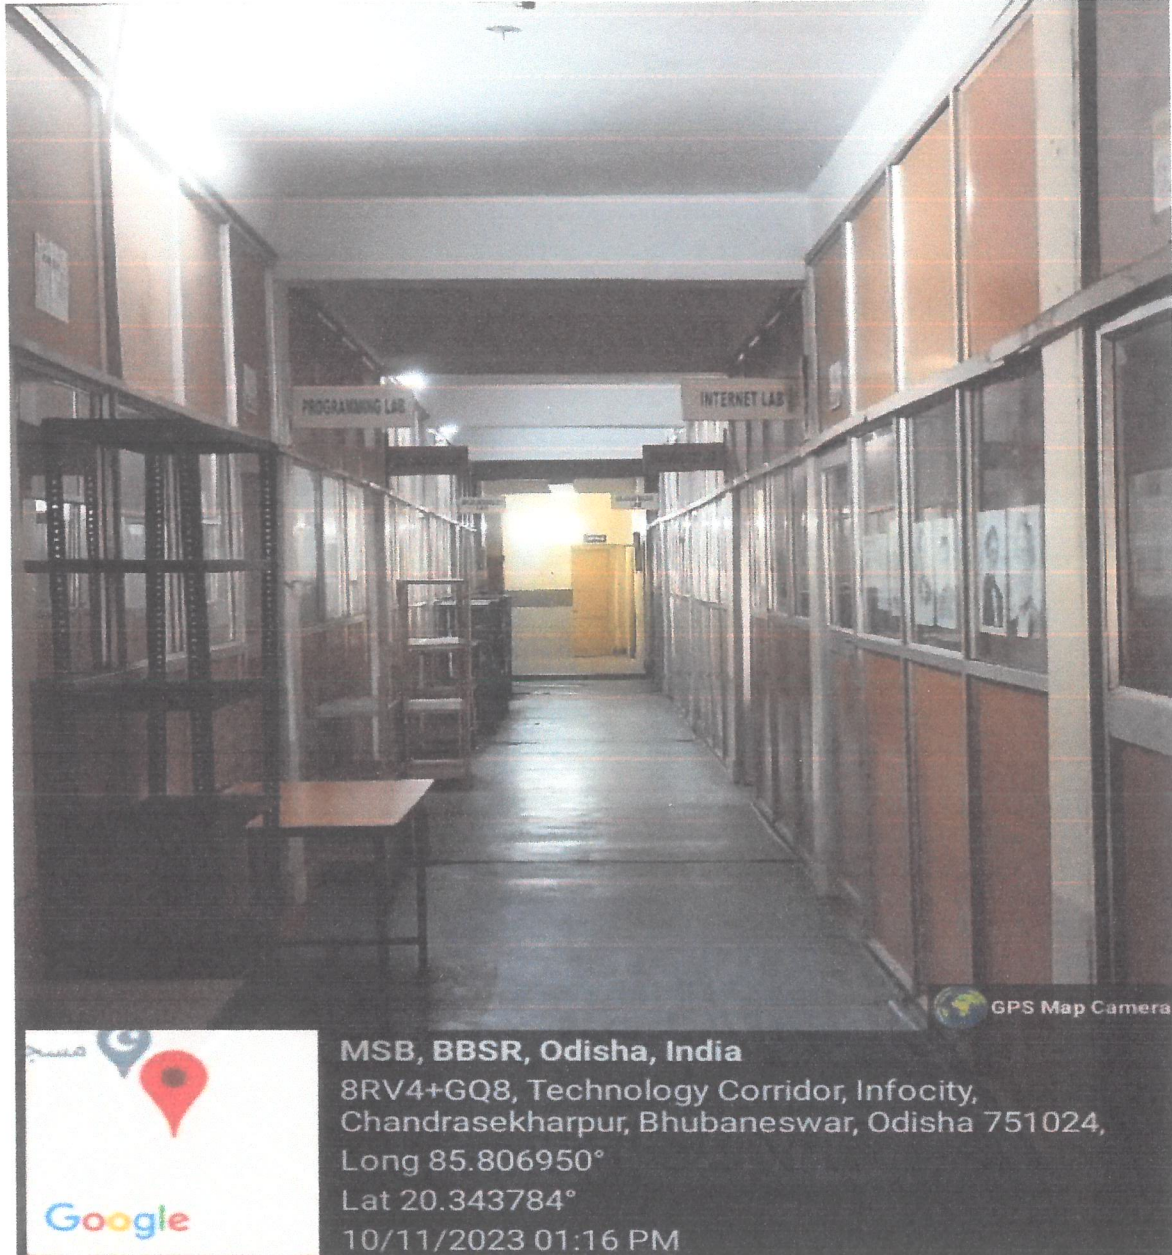 PROGRAMMING LAB
INTERNET LAB
GPS Map Camera
مسجد
Google
MSB, BBSR, Odisha, India
8RV4+GQ8, Technology Corridor, Infocity,
Chandrasekharpur, Bhubaneswar, Odisha 751024,
Long 85.806950°
Lat 20.343784°
10/11/2023 01:16 PM